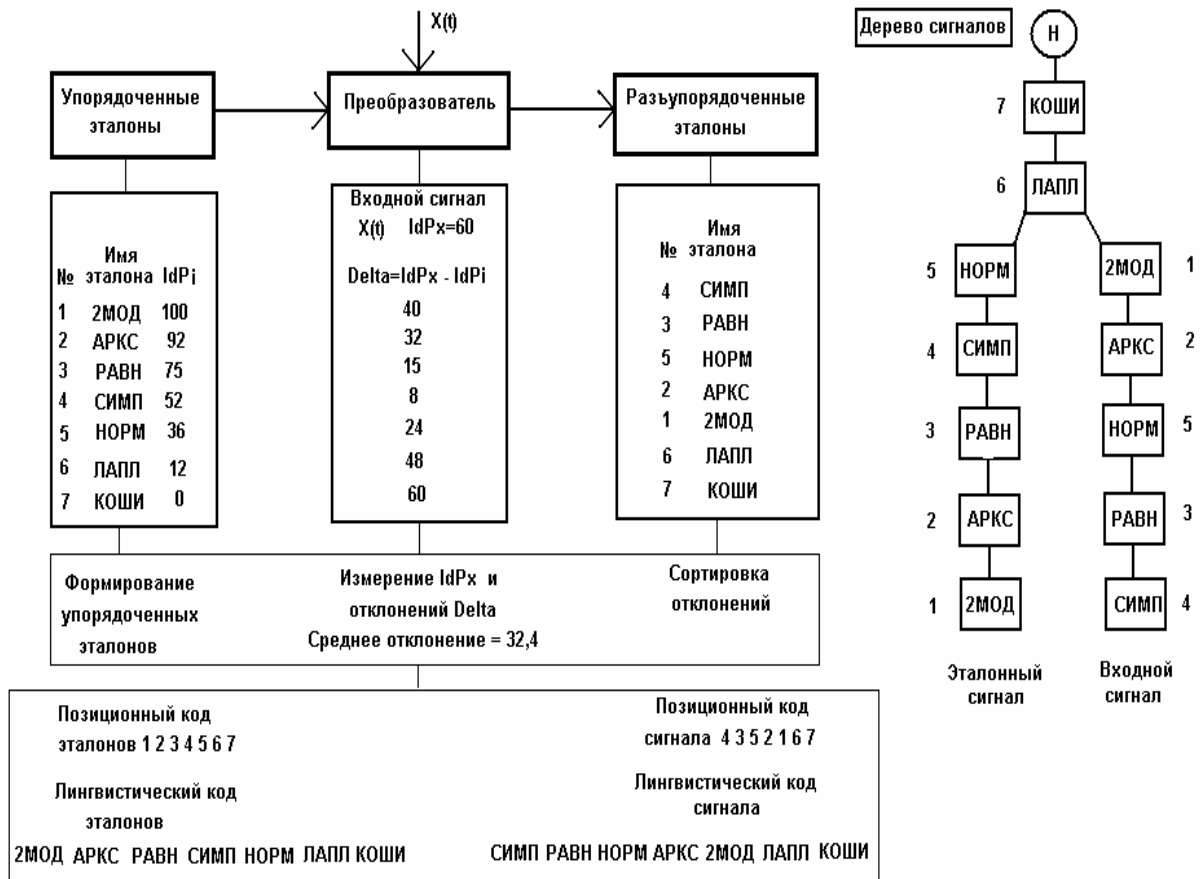 X(t)
Упорядоченные
эталоны
Преобразователь
Разъупорядоченные
эталоны
Имя
№ эталона IdPi
1 2МОД 100
2 АРКС 92
3 РАВН 75
4 СИМП 52
5 НОРМ 36
6 ЛАПЛ 12
7 КОШИ 0
Входной сигнал
X(t) IdPx=60
Delta=IdPx - IdPi
40
32
15
8
24
48
60
Имя
№ эталона
4 СИМП
3 РАВН
5 НОРМ
2 АРКС
1 2МОД
6 ЛАПЛ
7 КОШИ
Формирование
упорядоченных
эталонов
Измерение IdPx и
отклонений Delta
Среднее отклонение = 32,4
Сортировка
отклонений
Позиционный код
эталонов 1 2 3 4 5 6 7
Лингвистический код
эталонов
2МОД АРКС РАВН СИМП НОРМ ЛАПЛ КОШИ
Позиционный код
сигнала 4 3 5 2 1 6 7
Лингвистический код
сигнала
СИМП РАВН НОРМ АРКС 2МОД ЛАПЛ КОШИ
Дерево сигналов
Н
7 КОШИ
6 ЛАПЛ
5 НОРМ
4 СИМП
3 РАВН
2 АРКС
1 2МОД
Эталонный
сигнал
2МОД 1
АРКС 2
НОРМ 5
РАВН 3
СИМП 4
Входной
сигнал